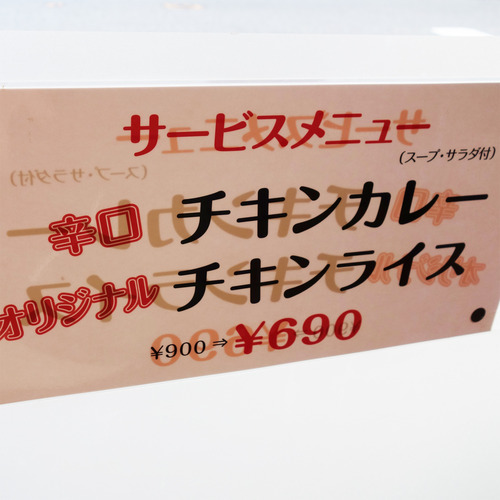 サービスメニュー
(スープ・サラダ付)
辛口 チキンカレー
オリジナル チキンライス
¥900⇒¥690